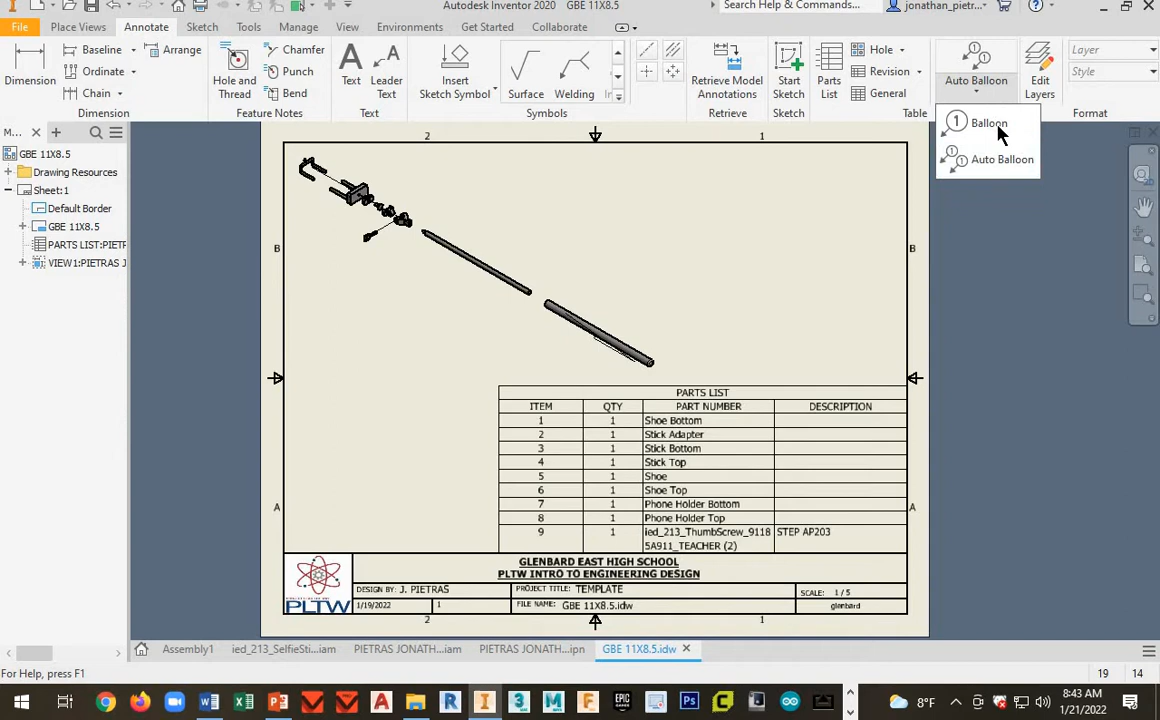 Autodesk Inventor 2020 GBE 11X8.5
Search Help & Commands...
jonathan_pietr...
File Place Views Annotate Sketch Tools Manage View Environments Get Started Collaborate
Dimension
Baseline
Ordinate
Chain
Arrange
Dimension
Hole and Thread
Chamfer
Punch
Bend
Feature Notes
Text
Leader Text
Text
Insert Sketch Symbol
Surface
Welding
Symbols
Retrieve Model Annotations
Retrieve
Start Sketch
Sketch
Parts List
Hole
Revision
General
Table
Auto Balloon
Edit Layers
Layer
Style
Format
1 Balloon
Auto Balloon
M...
GBE 11X8.5
Drawing Resources
Sheet:1
Default Border
GBE 11X8.5
PARTS LIST:PIETR
VIEW1:PIETRAS J
2 1
B B
A A
PARTS LIST
ITEM QTY PART NUMBER DESCRIPTION
1 1 Shoe Bottom
2 1 Stick Adapter
3 1 Stick Bottom
4 1 Stick Top
5 1 Shoe
6 1 Shoe Top
7 1 Phone Holder Bottom
8 1 Phone Holder Top
9 1 ied_213_ThumbScrew_9118 STEP AP203
5A911_TEACHER (2)
GLENBARD EAST HIGH SCHOOL
PLTW INTRO TO ENGINEERING DESIGN
PLTW
DESIGN BY: J. PIETRAS PROJECT TITLE: TEMPLATE SCALE: 1 / 5
1/19/2022 1 FILE NAME: GBE 11X8.5.idw glenbard
2 1
Assembly1 ied_213_SelfieSti...iam PIETRAS JONATH...iam PIETRAS JONATH...ipn GBE 11X8.5.idw
For Help, press F1 19 14
8°F
8:43 AM
1/21/2022